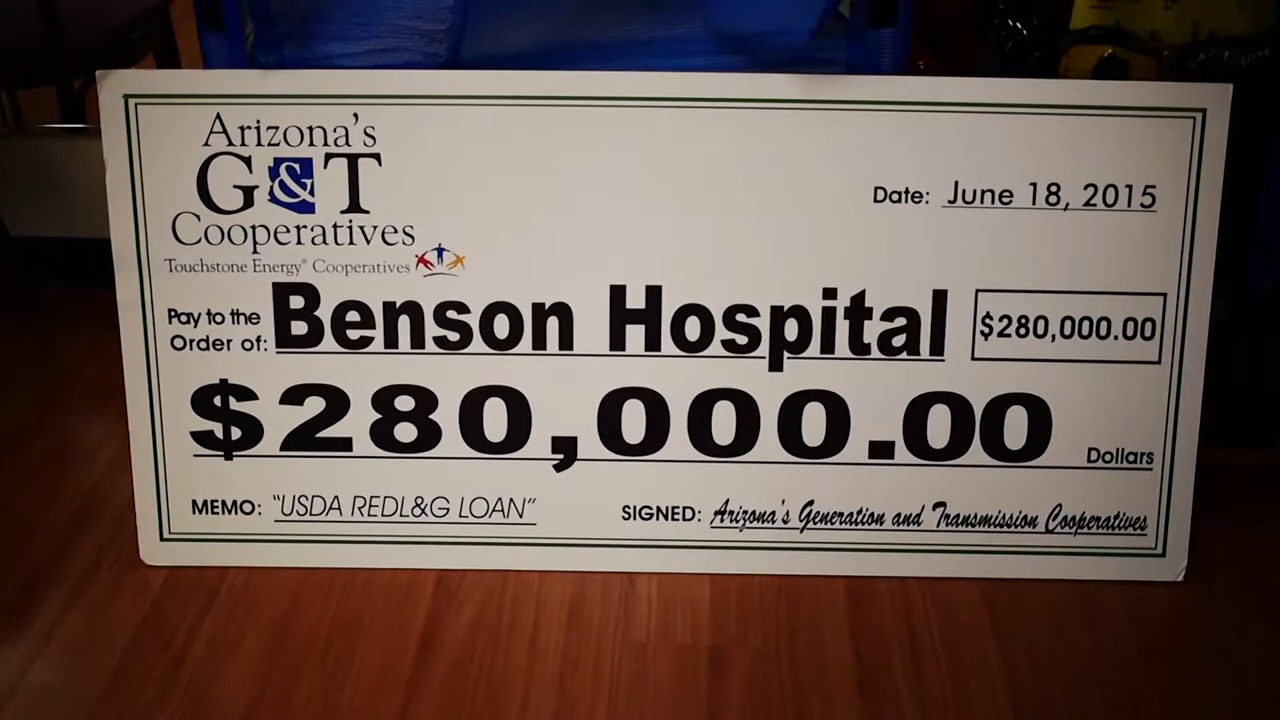 Arizona's
G&T
Cooperatives
Touchstone Energy® Cooperatives
Date: June 18, 2015
Pay to the
Order of: Benson Hospital $280,000.00
$280,000.00 Dollars
MEMO: "USDA REDL&G LOAN" SIGNED: Arizona's Generation and Transmission Cooperatives